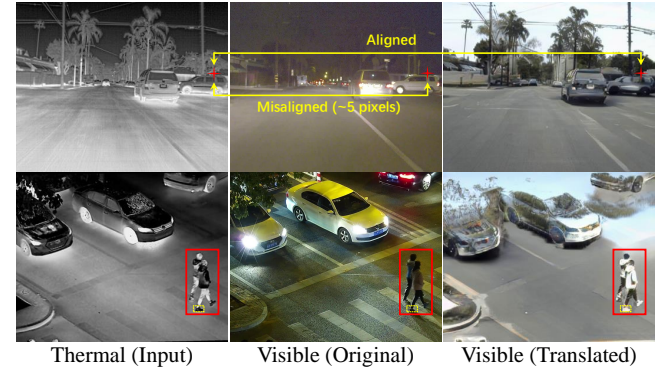 Aligned
Misaligned (~5 pixels)
Thermal (Input)
Visible (Original)
Visible (Translated)